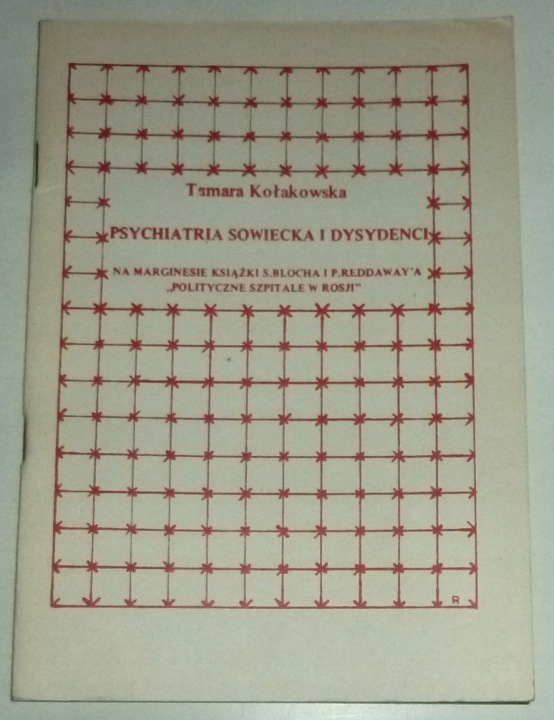 Tamara Kołakowska
PSYCHIATRIA SOWIECKA I DYSYDENCI
NA MARGINESIE KSIĄŻKI S.BLOCHA I P.REDDAWAY'A
„POLITYCZNE SZPITALE W ROSJI"
R